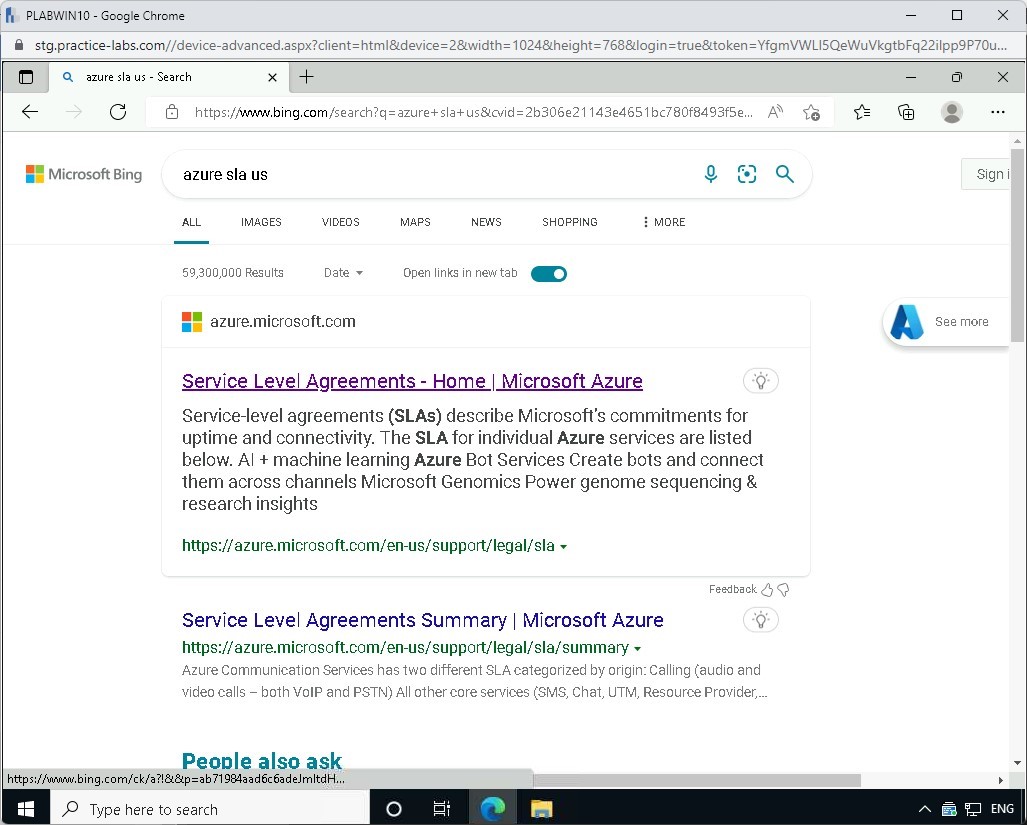 PLABWIN10 - Google Chrome
stg.practice-labs.com//device-advanced.aspx?client=html&device=2&width=1024&height=768&login=true&token=YfgmVWLI5QeWuVkgtbFq22ilpp9P70u...
azure sla us - Search
https://www.bing.com/search?q=azure+sla+us&cvid=2b306e21143e4651bc780f8493f5e...
Microsoft Bing
azure sla us
Sign i
ALL IMAGES VIDEOS MAPS NEWS SHOPPING MORE
59,300,000 Results Date Open links in new tab
azure.microsoft.com
See more
Service Level Agreements - Home | Microsoft Azure
Service-level agreements (SLAs) describe Microsoft's commitments for
uptime and connectivity. The SLA for individual Azure services are listed
below. AI + machine learning Azure Bot Services Create bots and connect
them across channels Microsoft Genomics Power genome sequencing &
research insights
https://azure.microsoft.com/en-us/support/legal/sla
Feedback
Service Level Agreements Summary | Microsoft Azure
https://azure.microsoft.com/en-us/support/legal/sla/summary
Azure Communication Services has two different SLA categorized by origin: Calling (audio and
video calls – both VoIP and PSTN) All other core services (SMS, Chat, UTM, Resource Provider,...
People also ask
https://www.bing.com/ck/a?!&&p=ab71984aad6c6adeJmltdH...
Type here to search
ENG